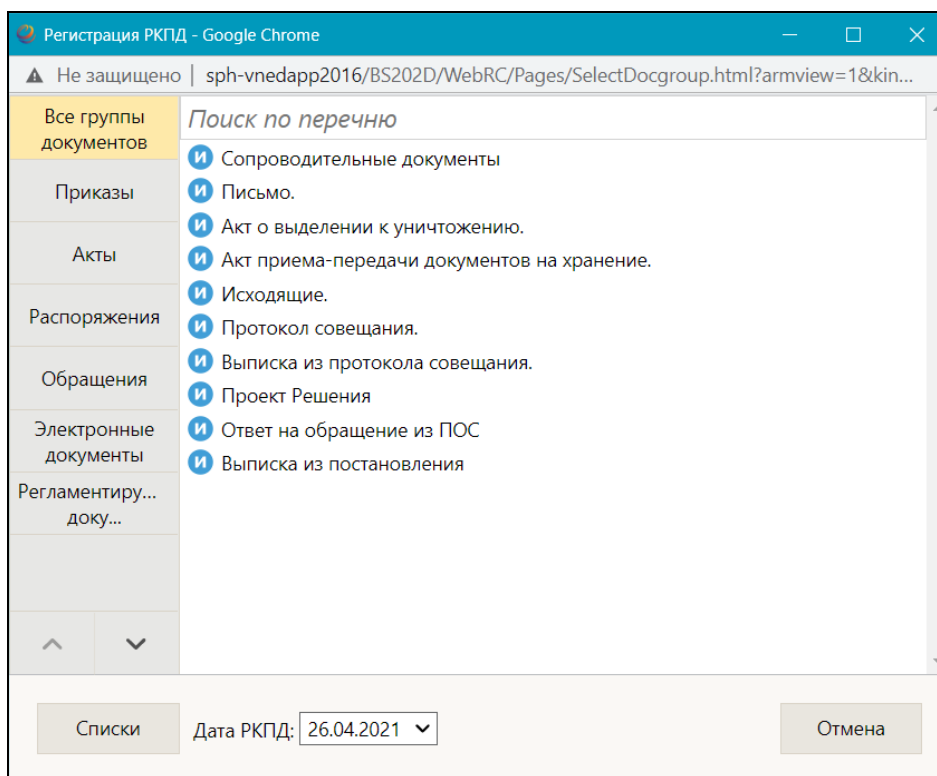 Регистрация РКПД - Google Chrome
Не защищено | sph-vnedapp2016/BS202D/WebRC/Pages/SelectDocgroup.html?armview=1&kin...
Все группы
документов
Приказы
Акты
Распоряжения
Обращения
Электронные
документы
Регламентиру...
доку...
Поиск по перечню
И Сопроводительные документы
И Письмо.
И Акт о выделении к уничтожению.
И Акт приема-передачи документов на хранение.
И Исходящие.
И Протокол совещания.
И Выписка из протокола совещания.
И Проект Решения
И Ответ на обращение из ПОС
И Выписка из постановления
Списки
Дата РКПД: 26.04.2021
Отмена